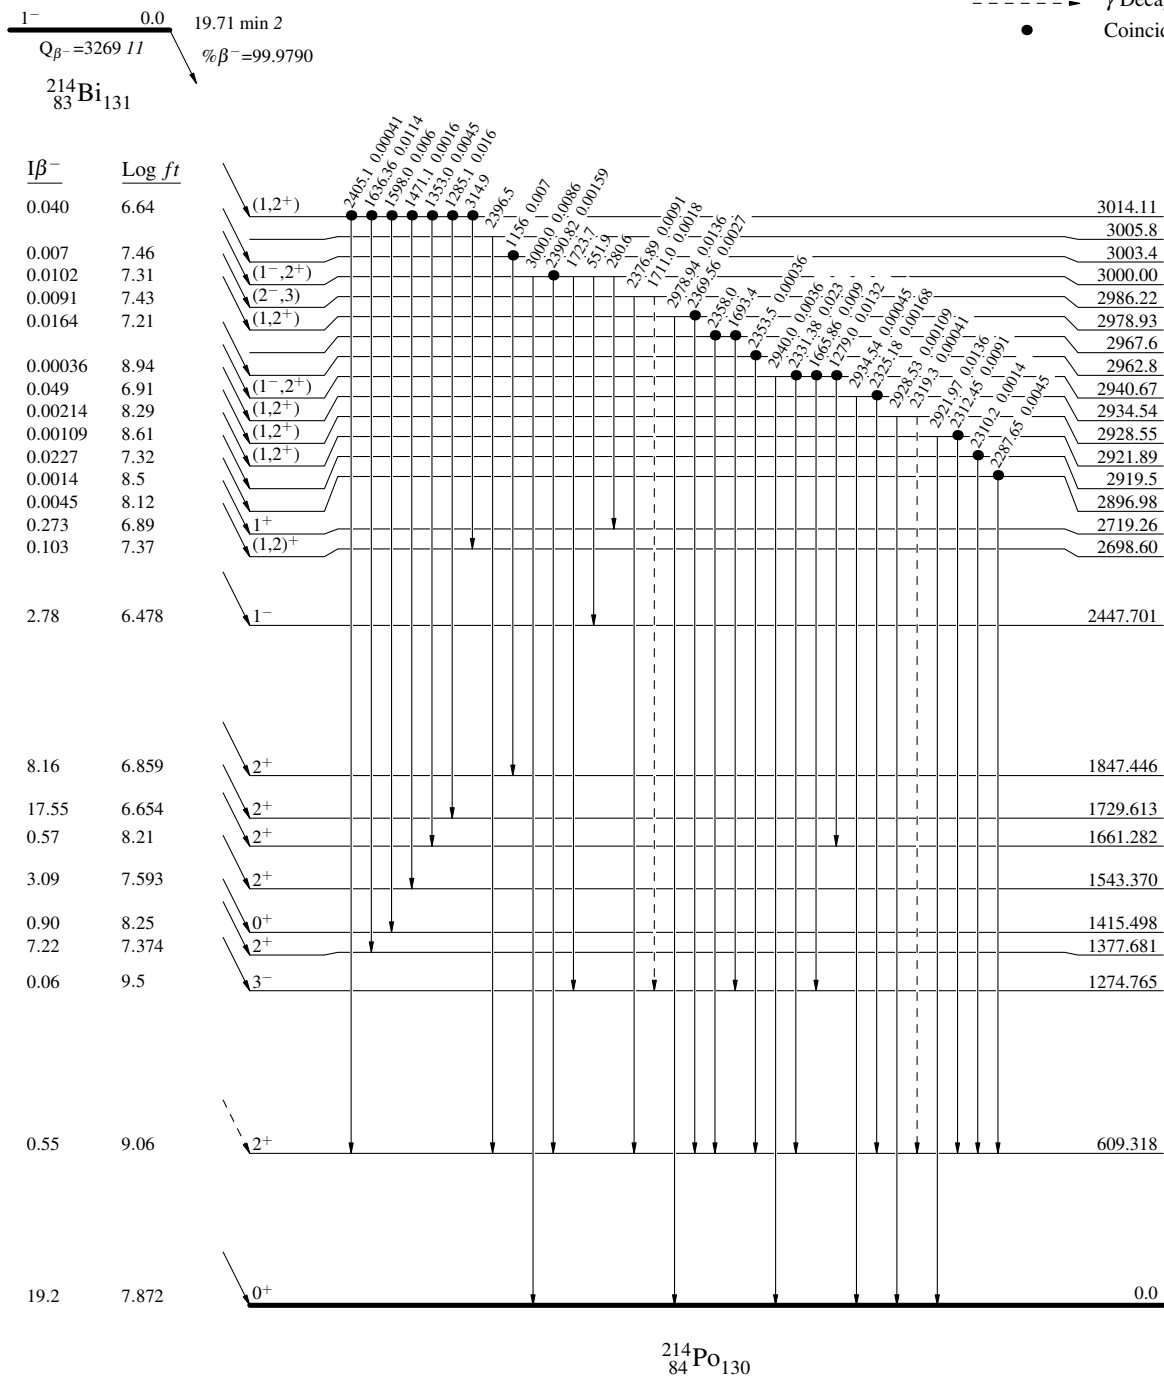 γ Deca
Coincid
1⁻ 0.0 19.71 min 2
Qβ⁻=3269 11 %β⁻=99.9790
²¹⁴₈₃Bi₁₃₁
Iβ⁻ Log ft
2405.1 0.00041
1636.36 0.0114
1598.0 0.006
1471.1 0.0016
1353.0 0.0045
1285.1 0.016
314.9
2396.5
1156 0.007
3000.0 0.0086
2390.82 0.00159
1723.7
551.9
280.6
2376.89 0.0091
1711.0 0.0018
2978.94 0.0136
2369.56 0.0027
2358.0
1693.4
2353.5 0.00036
2940.0 0.0036
2331.38 0.023
1665.86 0.009
1279.0 0.0132
2934.54 0.00045
2325.18 0.00168
2928.53 0.00109
2319.3 0.00041
2921.97 0.0136
2312.45 0.0091
2310.2 0.0014
2287.65 0.0045
0.040 6.64 (1,2⁺) 3014.11
3005.8
0.007 7.46 3003.4
0.0102 7.31 (1⁻,2⁺) 3000.00
0.0091 7.43 (2⁻,3) 2986.22
0.0164 7.21 (1,2⁺) 2978.93
2967.6
0.00036 8.94 2962.8
0.049 6.91 (1⁻,2⁺) 2940.67
0.00214 8.29 (1,2⁺) 2934.54
0.00109 8.61 (1,2⁺) 2928.55
0.0227 7.32 (1,2⁺) 2921.89
0.0014 8.5 2919.5
0.0045 8.12 2896.98
0.273 6.89 1⁺ 2719.26
0.103 7.37 (1,2)⁺ 2698.60
2.78 6.478 1⁻ 2447.701
8.16 6.859 2⁺ 1847.446
17.55 6.654 2⁺ 1729.613
0.57 8.21 2⁺ 1661.282
3.09 7.593 2⁺ 1543.370
0.90 8.25 0⁺ 1415.498
7.22 7.374 2⁺ 1377.681
0.06 9.5 3⁻ 1274.765
0.55 9.06 2⁺ 609.318
19.2 7.872 0⁺ 0.0
²¹⁴₈₄Po₁₃₀